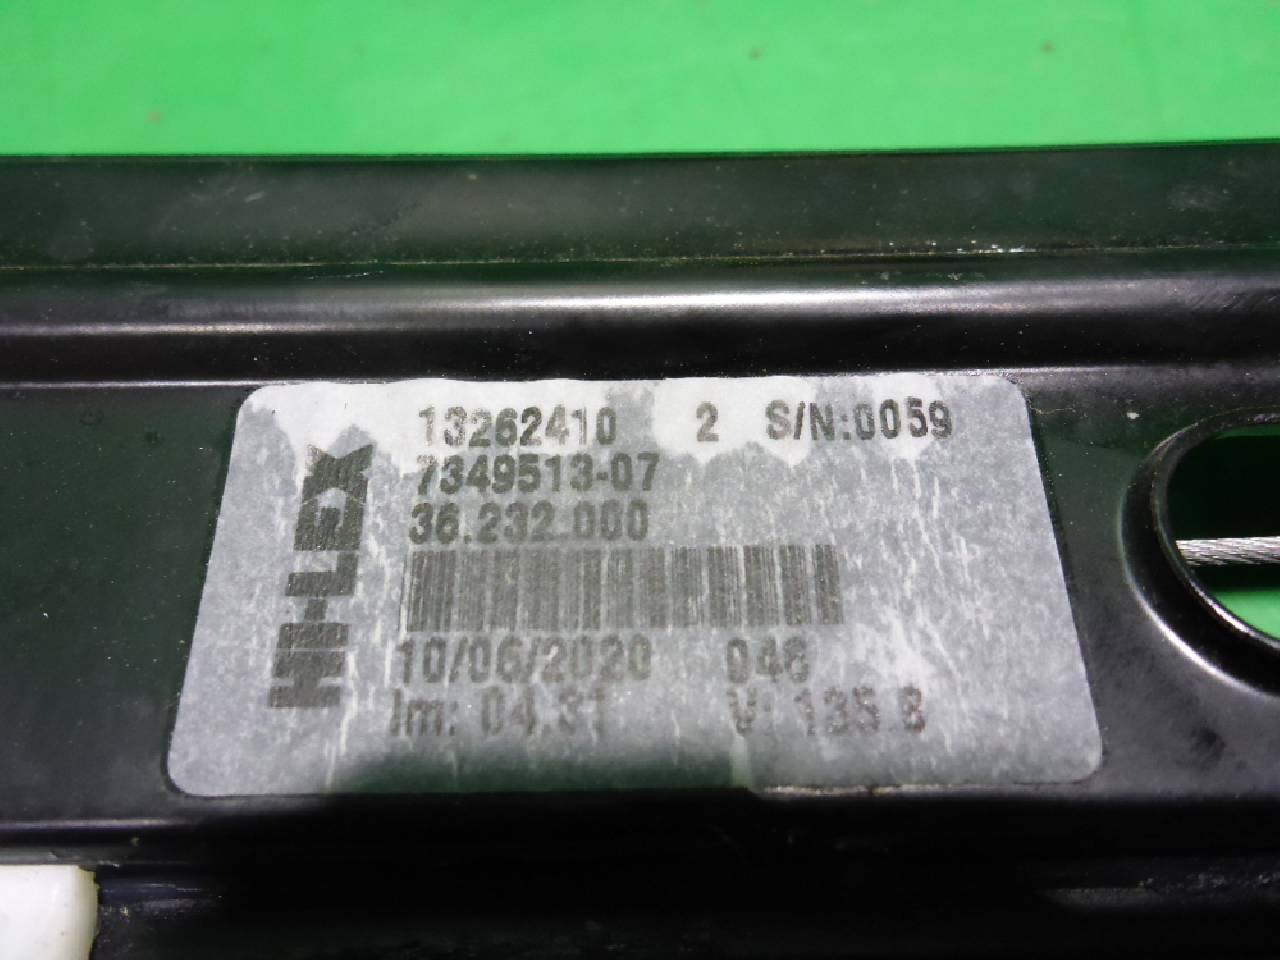 HI-LEX
13262410 2 S/N:0059
7349513-07
36.232.000
10/06/2020 046
Im: 04.31 V: 135.8